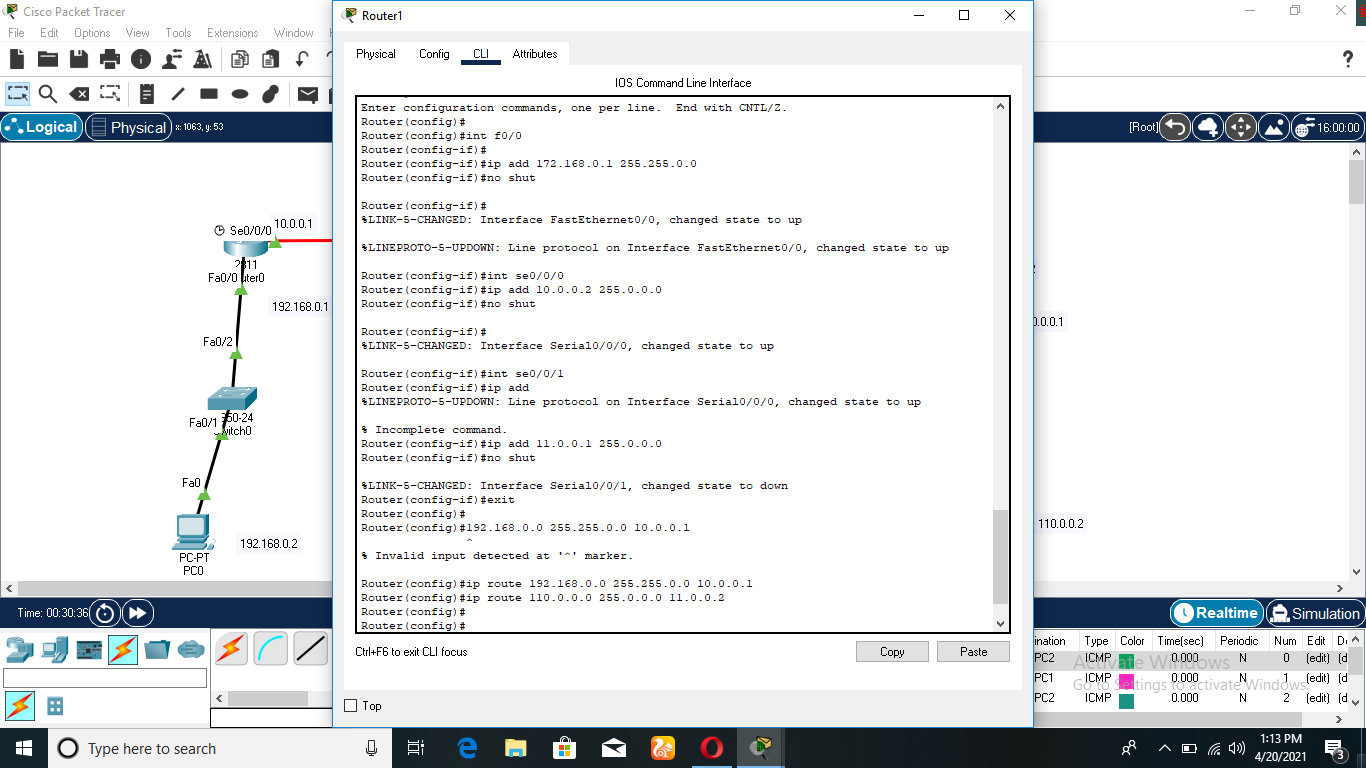 Cisco Packet Tracer
File Edit Options View Tools Extensions Window
Router1
Physical Config CLI Attributes
IOS Command Line Interface
Logical Physical x: 1063, y: 53
[Root] 16:00:00
Enter configuration commands, one per line.  End with CNTL/Z.
Router(config)#
Router(config)#int f0/0
Router(config-if)#
Router(config-if)#ip add 172.168.0.1 255.255.0.0
Router(config-if)#no shut
Router(config-if)#
%LINK-5-CHANGED: Interface FastEthernet0/0, changed state to up
%LINEPROTO-5-UPDOWN: Line protocol on Interface FastEthernet0/0, changed state to up
Router(config-if)#int se0/0/0
Router(config-if)#ip add 10.0.0.2 255.0.0.0
Router(config-if)#no shut
Router(config-if)#
%LINK-5-CHANGED: Interface Serial0/0/0, changed state to up
Router(config-if)#int se0/0/1
Router(config-if)#ip add
%LINEPROTO-5-UPDOWN: Line protocol on Interface Serial0/0/0, changed state to up
% Incomplete command.
Router(config-if)#ip add 11.0.0.1 255.0.0.0
Router(config-if)#no shut
%LINK-5-CHANGED: Interface Serial0/0/1, changed state to down
Router(config-if)#exit
Router(config)#
Router(config)#192.168.0.0 255.255.0.0 10.0.0.1
^
% Invalid input detected at '^' marker.
Router(config)#ip route 192.168.0.0 255.255.0.0 10.0.0.1
Router(config)#ip route 110.0.0.0 255.0.0.0 11.0.0.2
Router(config)#
Router(config)#
Ctrl+F6 to exit CLI focus
Copy Paste
Top
Se0/0/0 10.0.0.1
2811
Fa0/0 uter0
192.168.0.1
Fa0/2
50-24
Fa0/1 witch0
Fa0
192.168.0.2
PC-PT
PC0
0.0.0.1
110.0.0.2
Time: 00:30:36
Realtime Simulation
ination Type Color Time(sec) Periodic Num Edit
PC2 ICMP 0.000 N 0 (edit) (d
PC1 ICMP 0.000 N 1 (edit) (d
PC2 ICMP 0.000 N 2 (edit) (d
Activate Windows
Go to Settings to activate Windows.
Type here to search
1:13 PM
4/20/2021
3